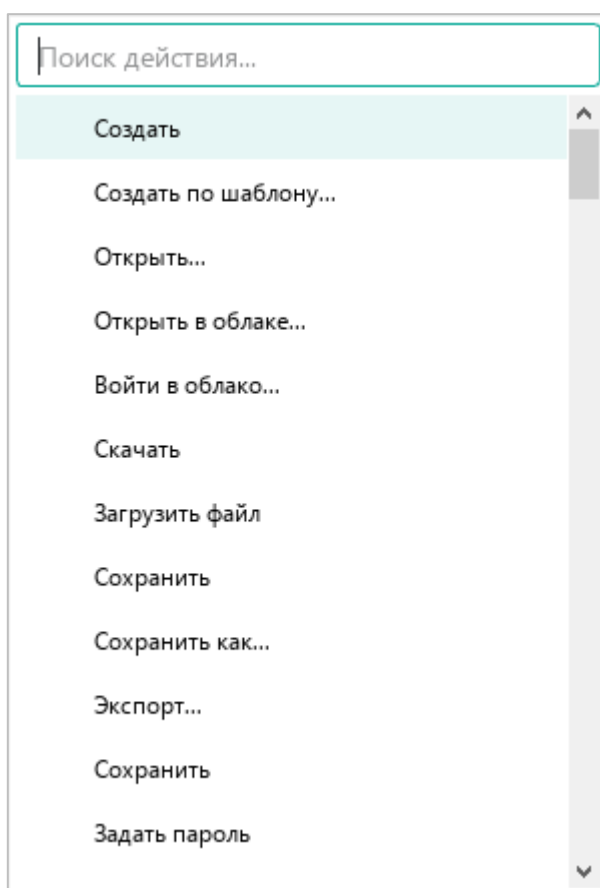 Поиск действия...
Создать
Создать по шаблону...
Открыть...
Открыть в облаке...
Войти в облако...
Скачать
Загрузить файл
Сохранить
Сохранить как...
Экспорт...
Сохранить
Задать пароль